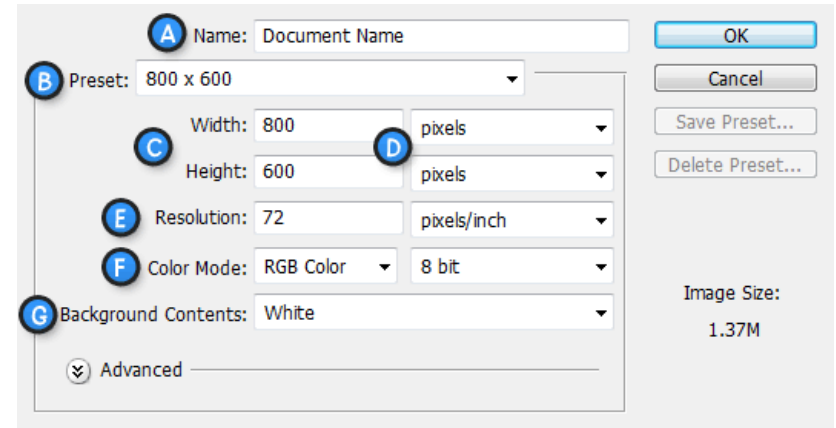 A Name: Document Name OK
B Preset: 800 x 600 Cancel
Width: 800 pixels Save Preset...
C D
Height: 600 pixels Delete Preset...
E Resolution: 72 pixels/inch
F Color Mode: RGB Color 8 bit
Image Size:
G Background Contents: White
1.37M
Advanced